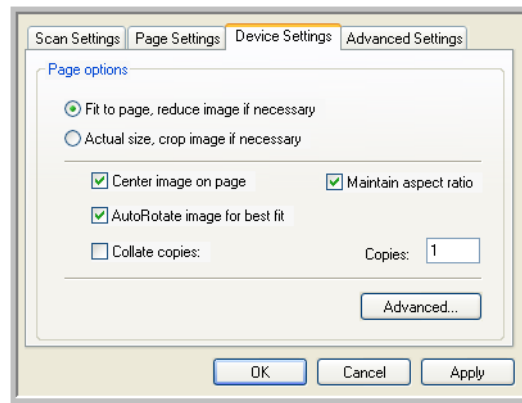 Scan Settings Page Settings Device Settings Advanced Settings
Page options
Fit to page, reduce image if necessary
Actual size, crop image if necessary
Center image on page Maintain aspect ratio
AutoRotate image for best fit
Collate copies: Copies: 1
Advanced...
OK Cancel Apply